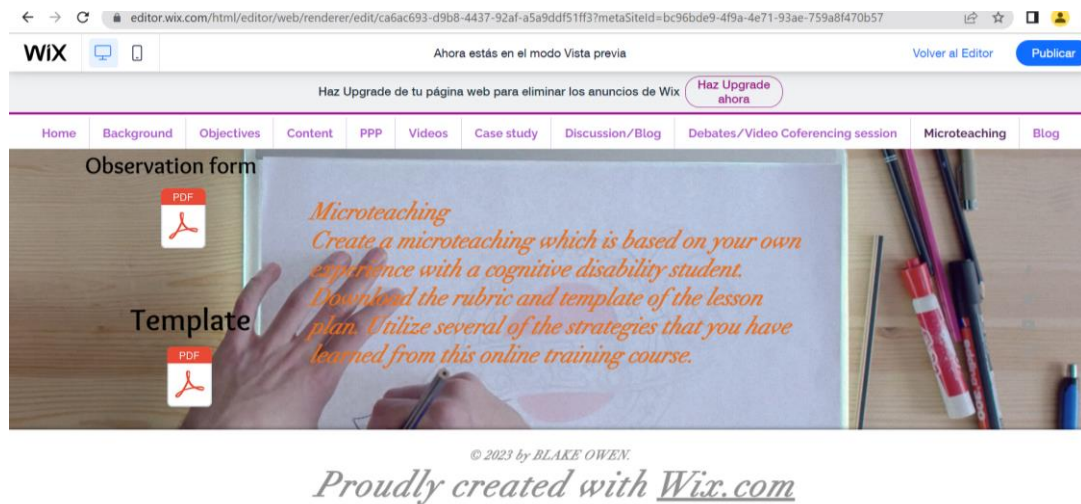 editor.wix.com/html/editor/web/renderer/edit/ca6ac693-d9b8-4437-92af-a5a9ddf51ff3?metaSiteId=bc96bde9-4f9a-4e71-93ae-759a8f470b57
WiX
Ahora estás en el modo Vista previa
Volver al Editor
Publicar
Haz Upgrade de tu página web para eliminar los anuncios de Wix
Haz Upgrade
ahora
Home Background Objectives Content PPP Videos Case study Discussion/Blog Debates/Video Coferencing session Microteaching Blog
Observation form
PDF
Microteaching
Create a microteaching which is based on your own
experience with a cognitive disability student.
Download the rubric and template of the lesson
plan. Utilize several of the strategies that you have
learned from this online training course.
Template
PDF
© 2023 by BLAKE OWEN.
Proudly created with Wix.com